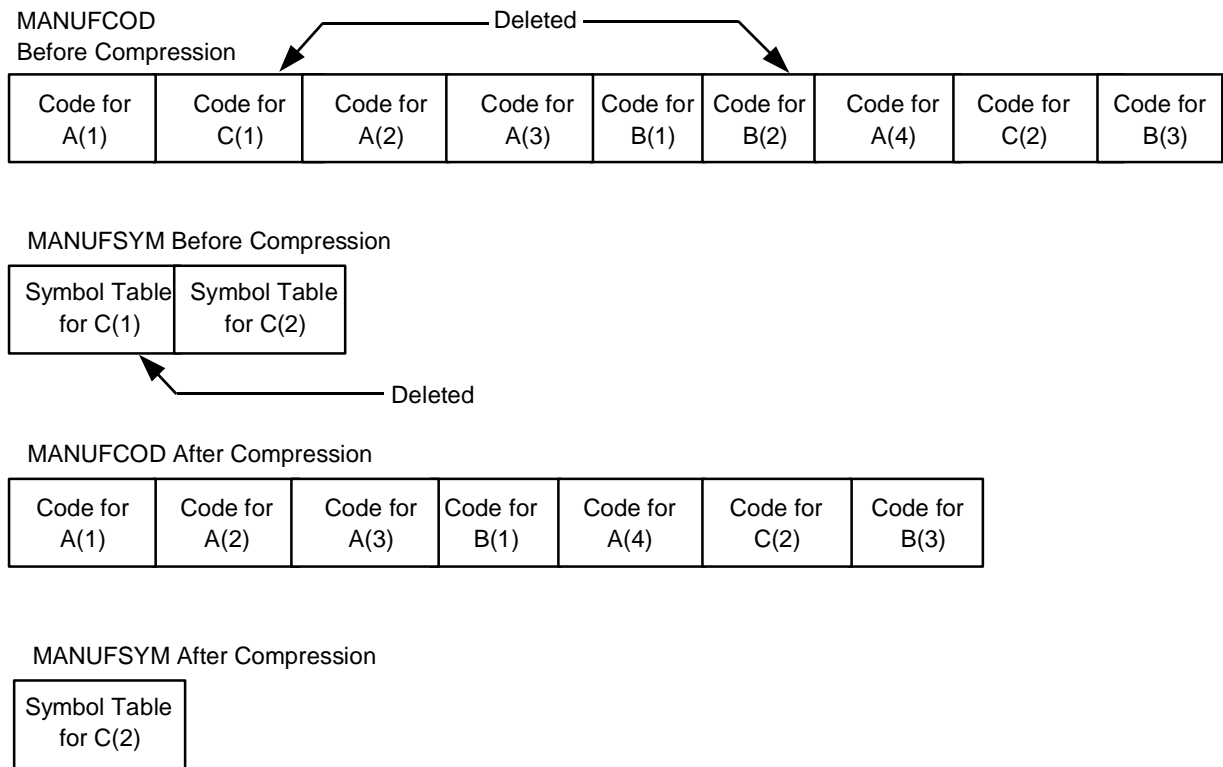 MANUFCOD
Before Compression
Deleted
Code for A(1)
Code for C(1)
Code for A(2)
Code for A(3)
Code for B(1)
Code for B(2)
Code for A(4)
Code for C(2)
Code for B(3)
MANUFSYM Before Compression
Symbol Table for C(1)
Symbol Table for C(2)
Deleted
MANUFCOD After Compression
Code for A(1)
Code for A(2)
Code for A(3)
Code for B(1)
Code for A(4)
Code for C(2)
Code for B(3)
MANUFSYM After Compression
Symbol Table for C(2)